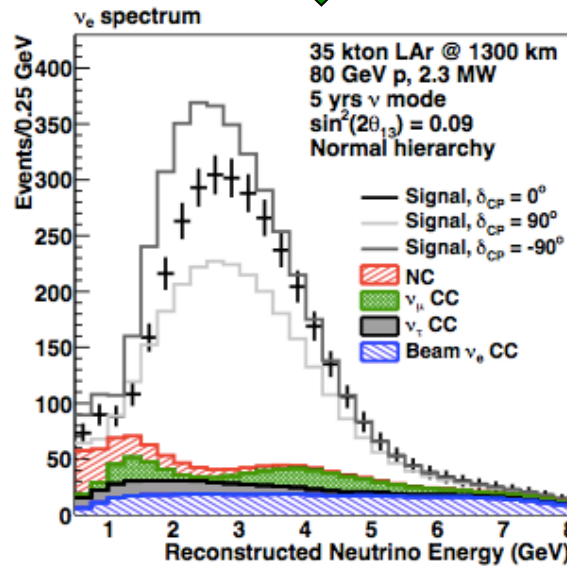 νe spectrum
Events/0.25 GeV
400
350
300
250
200
150
100
50
0
35 kton LAr @ 1300 km
80 GeV p, 2.3 MW
5 yrs ν mode
sin²(2θ₁₃) = 0.09
Normal hierarchy
Signal, δCP = 0°
Signal, δCP = 90°
Signal, δCP = -90°
NC
νμ CC
ντ CC
Beam νe CC
1 2 3 4 5 6 7 8
Reconstructed Neutrino Energy (GeV)